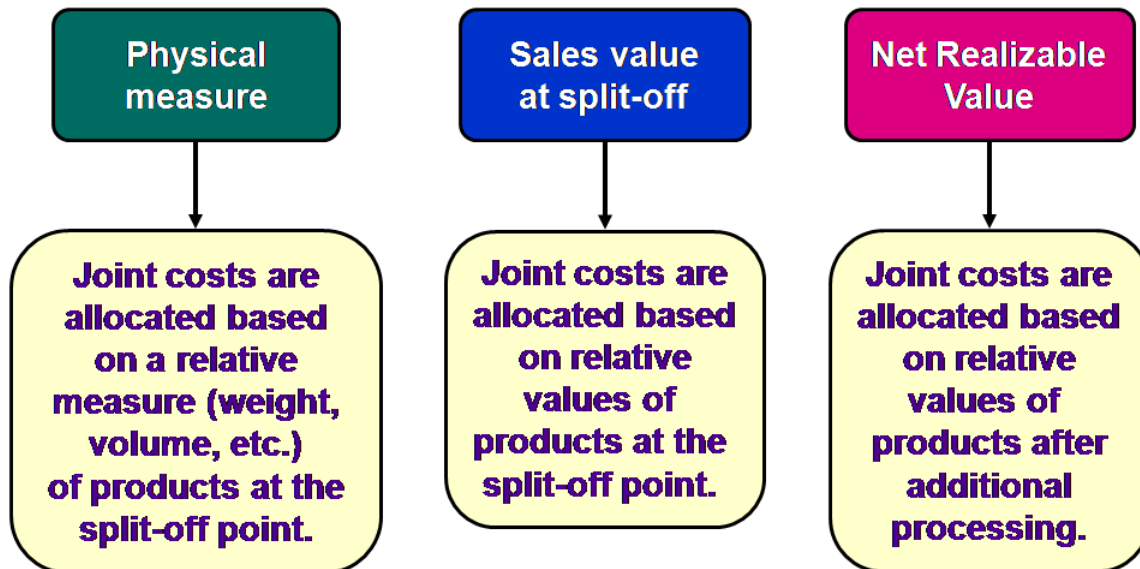 Physical
measure
Sales value
at split-off
Net Realizable
Value
Joint costs are
allocated based
on a relative
measure (weight,
volume, etc.)
of products at the
split-off point.
Joint costs are
allocated based
on relative
values of
products at the
split-off point.
Joint costs are
allocated based
on relative
values of
products after
additional
processing.